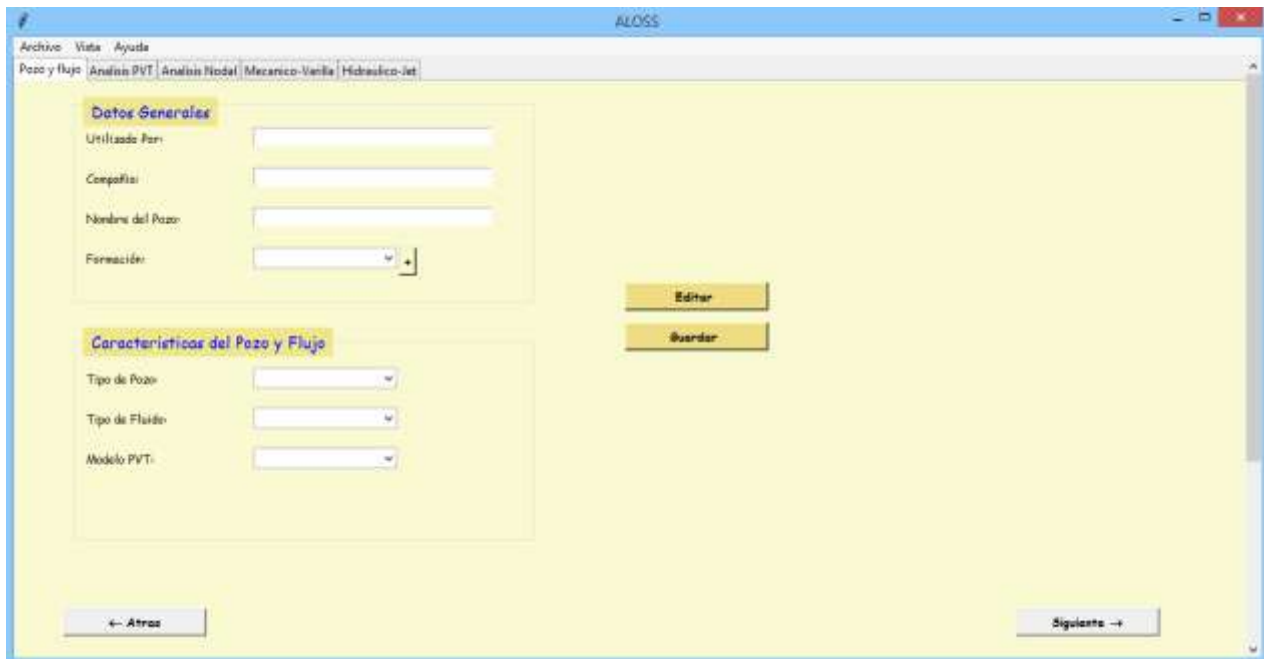 ALOSS
Archivo Vista Ayuda
Pozo y flujo Analisis PVT Analisis Nodal Mecanico-Varilla Hidraulico-Jet
Datos Generales
Utilizado Por:
Compañia:
Nombre del Pozo:
Formación:
+
Editar
Guardar
Caracteristicas del Pozo y Flujo
Tipo de Pozo:
Tipo de Fluido:
Modelo PVT:
← Atras
Siguiente →